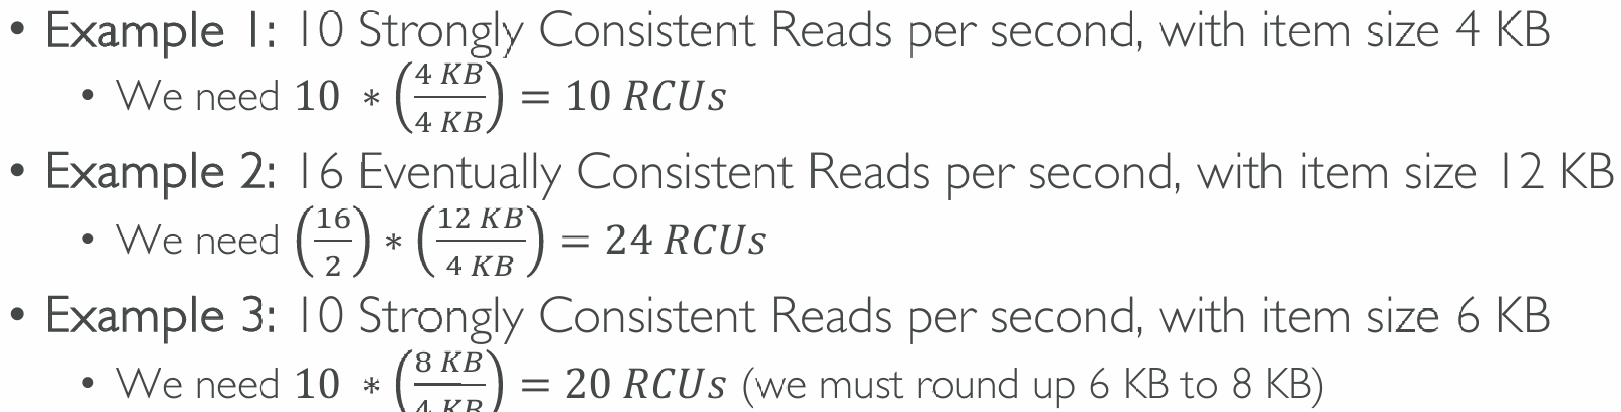 • Example 1: 10 Strongly Consistent Reads per second, with item size 4 KB
• We need 10 * (4 KB / 4 KB) = 10 RCUs
• Example 2: 16 Eventually Consistent Reads per second, with item size 12 KB
• We need (16 / 2) * (12 KB / 4 KB) = 24 RCUs
• Example 3: 10 Strongly Consistent Reads per second, with item size 6 KB
• We need 10 * (8 KB / 4 KB) = 20 RCUs (we must round up 6 KB to 8 KB)